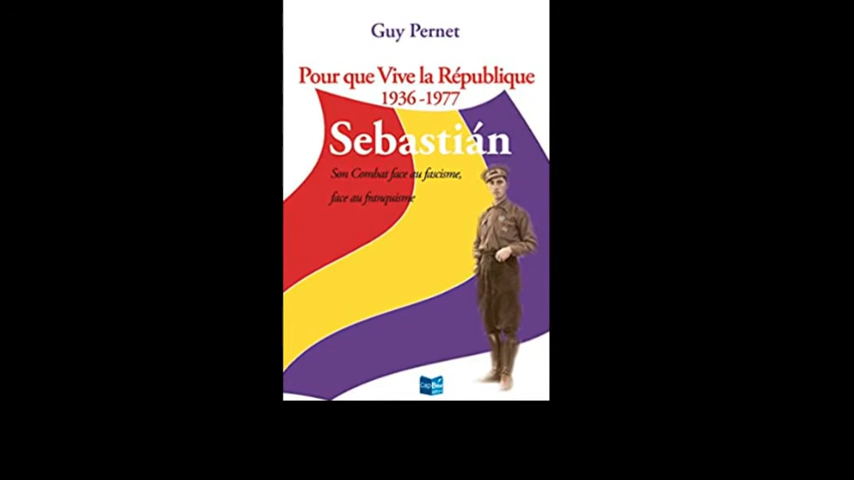 Guy Pernet
Pour que Vive la République
1936 -1977
Sebastián
Son Combat face au fascisme,
face au franquisme